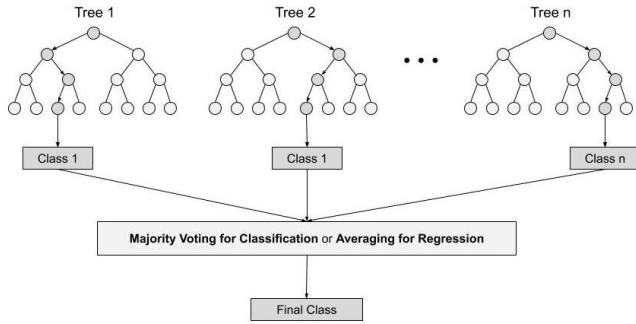 Tree 1
Tree 2
Tree n
Class 1
Class 1
Class n
Majority Voting for Classification or Averaging for Regression
Final Class